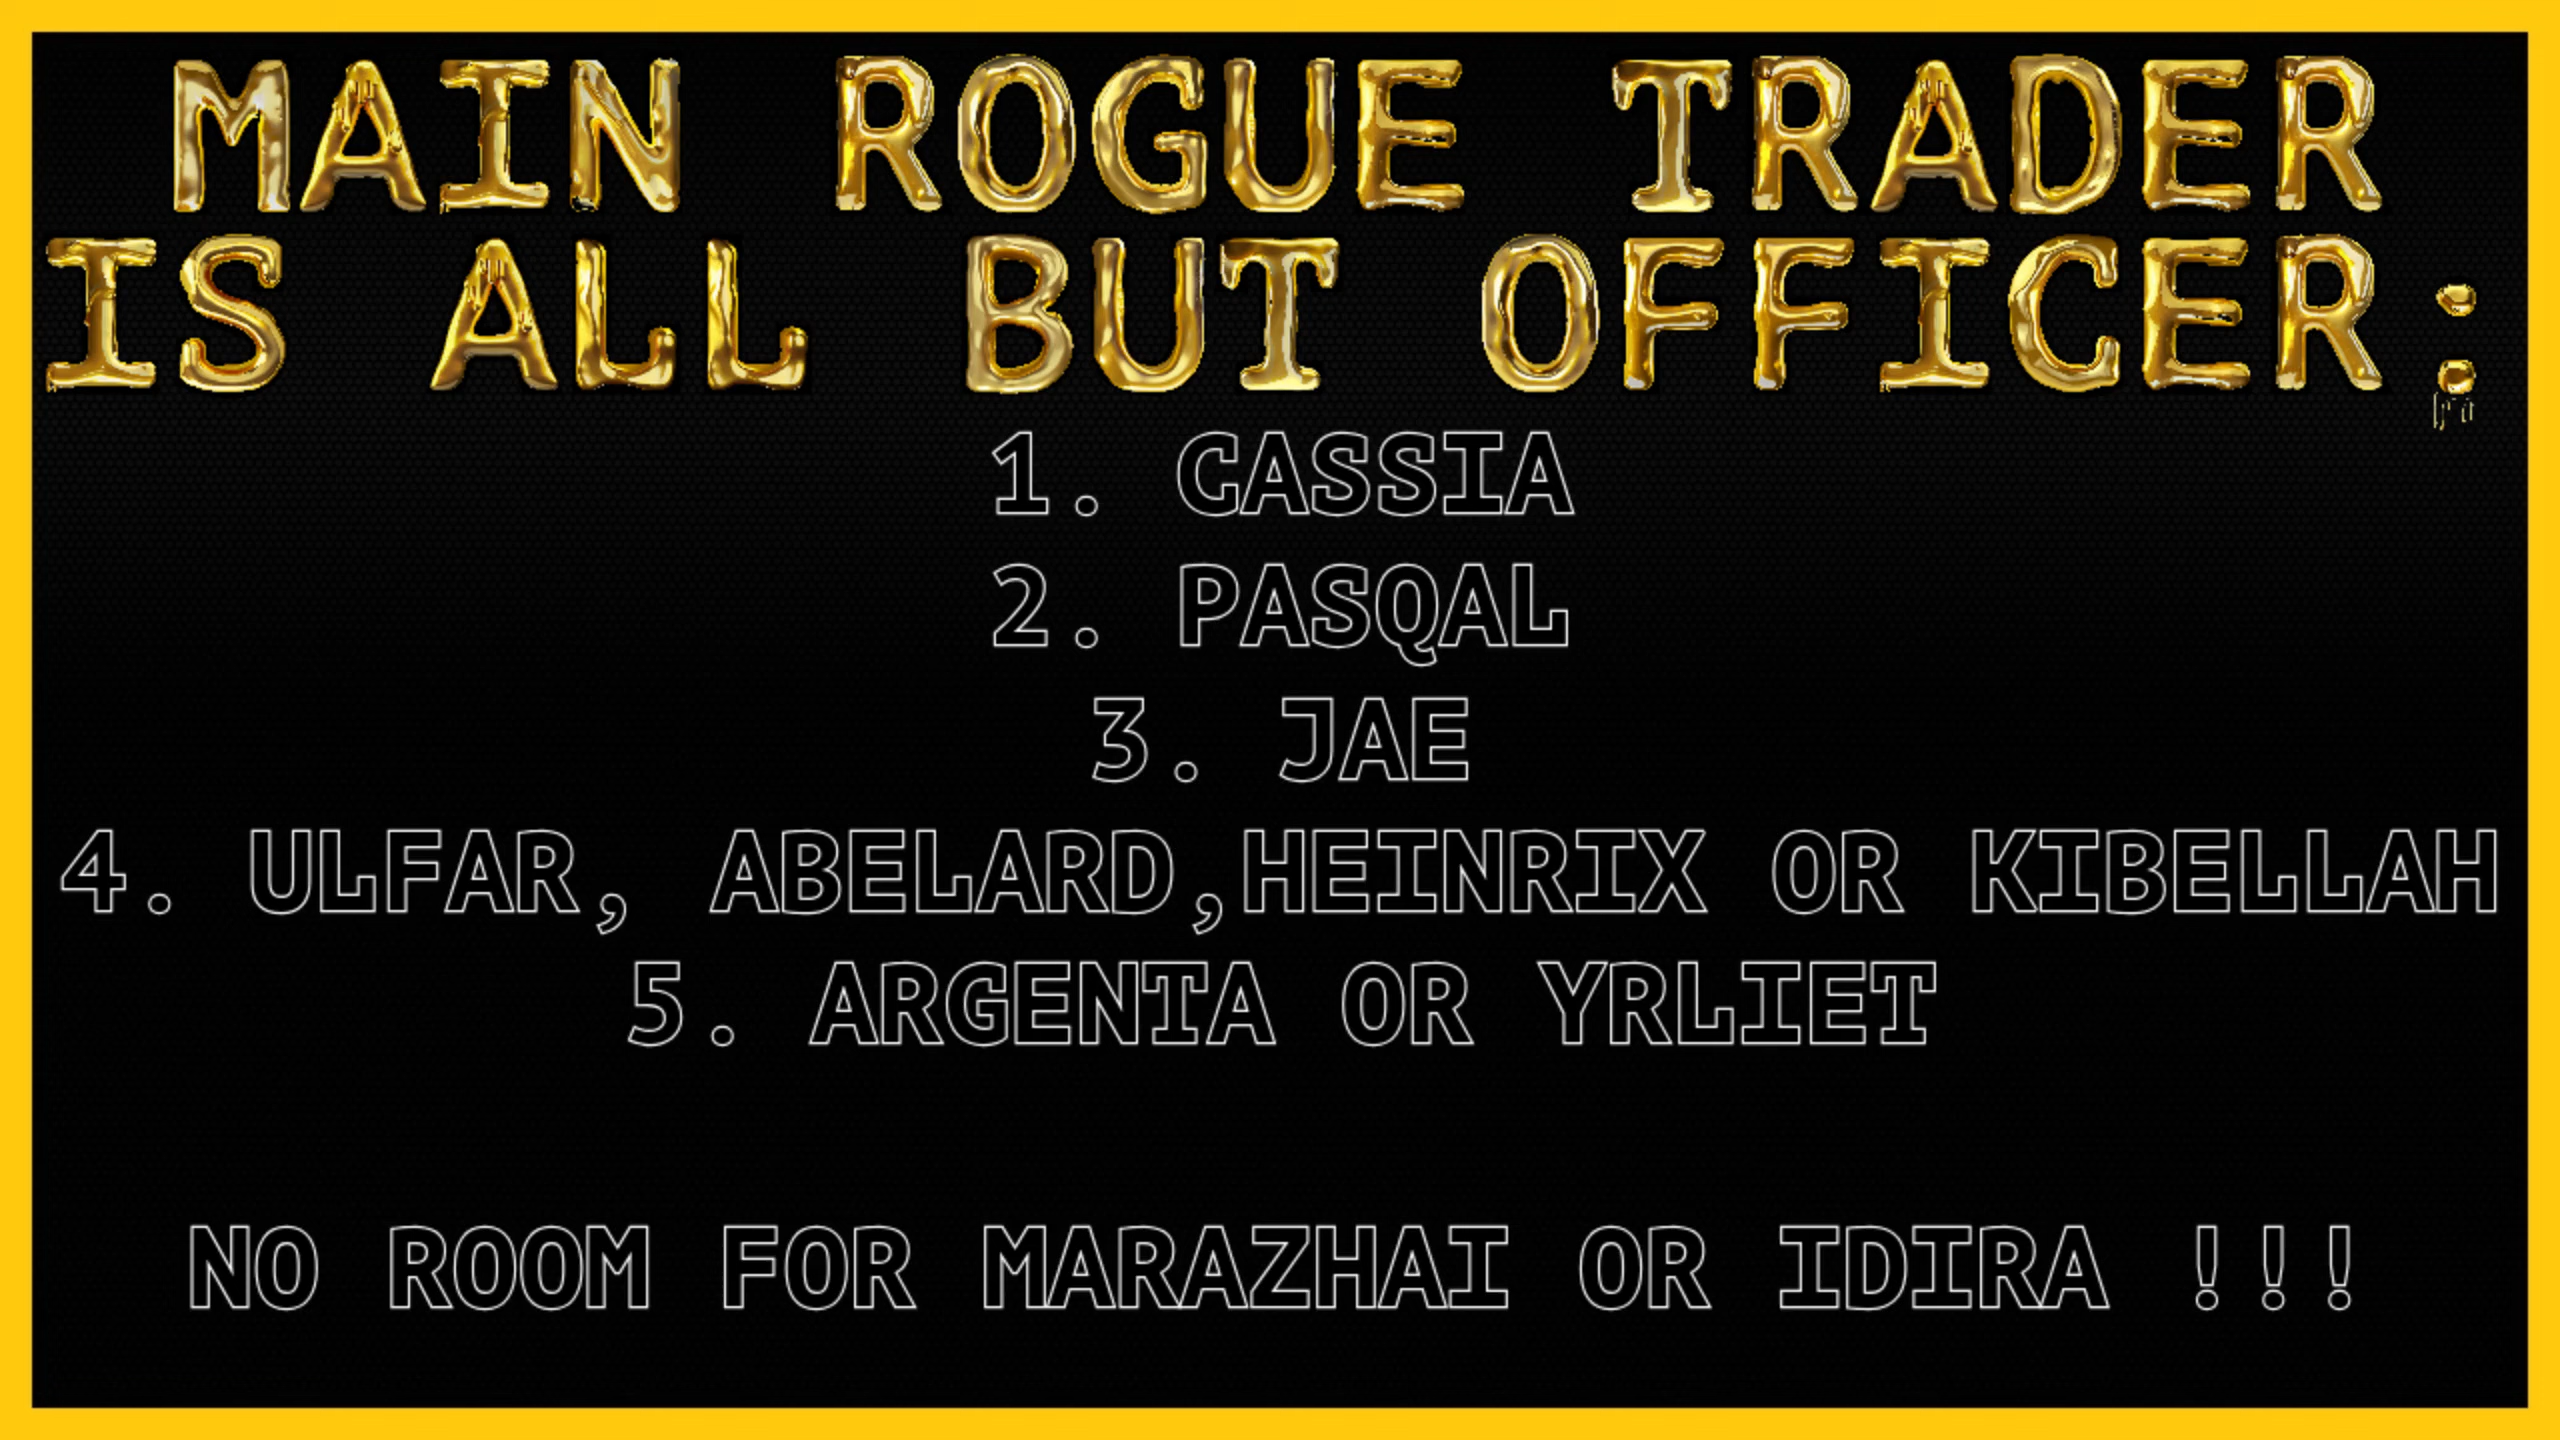 MAIN ROGUE TRADER
IS ALL BUT OFFICER:
1. CASSIA
2. PASQAL
3. JAE
4. ULFAR, ABELARD,HEINRIX OR KIBELLAH
5. ARGENTA OR YRLIET
NO ROOM FOR MARAZHAI OR IDIRA !!!